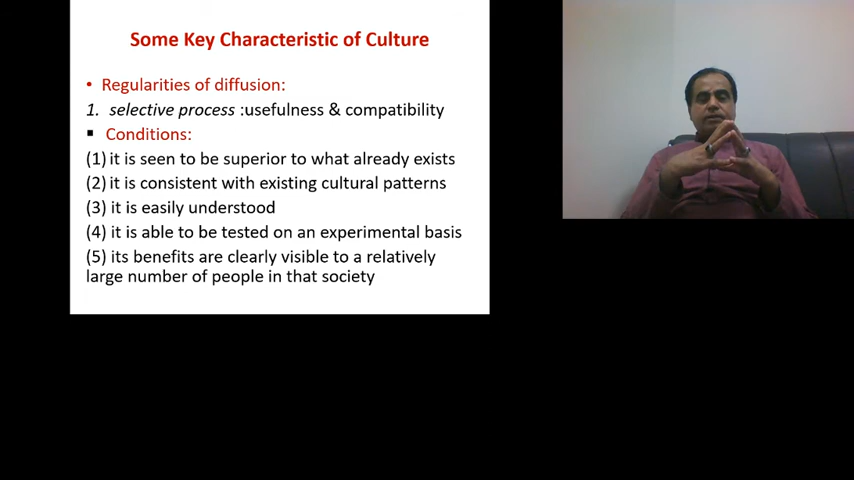 Some Key Characteristic of Culture
• Regularities of diffusion:
1. selective process :usefulness & compatibility
▪ Conditions:
(1) it is seen to be superior to what already exists
(2) it is consistent with existing cultural patterns
(3) it is easily understood
(4) it is able to be tested on an experimental basis
(5) its benefits are clearly visible to a relatively
large number of people in that society